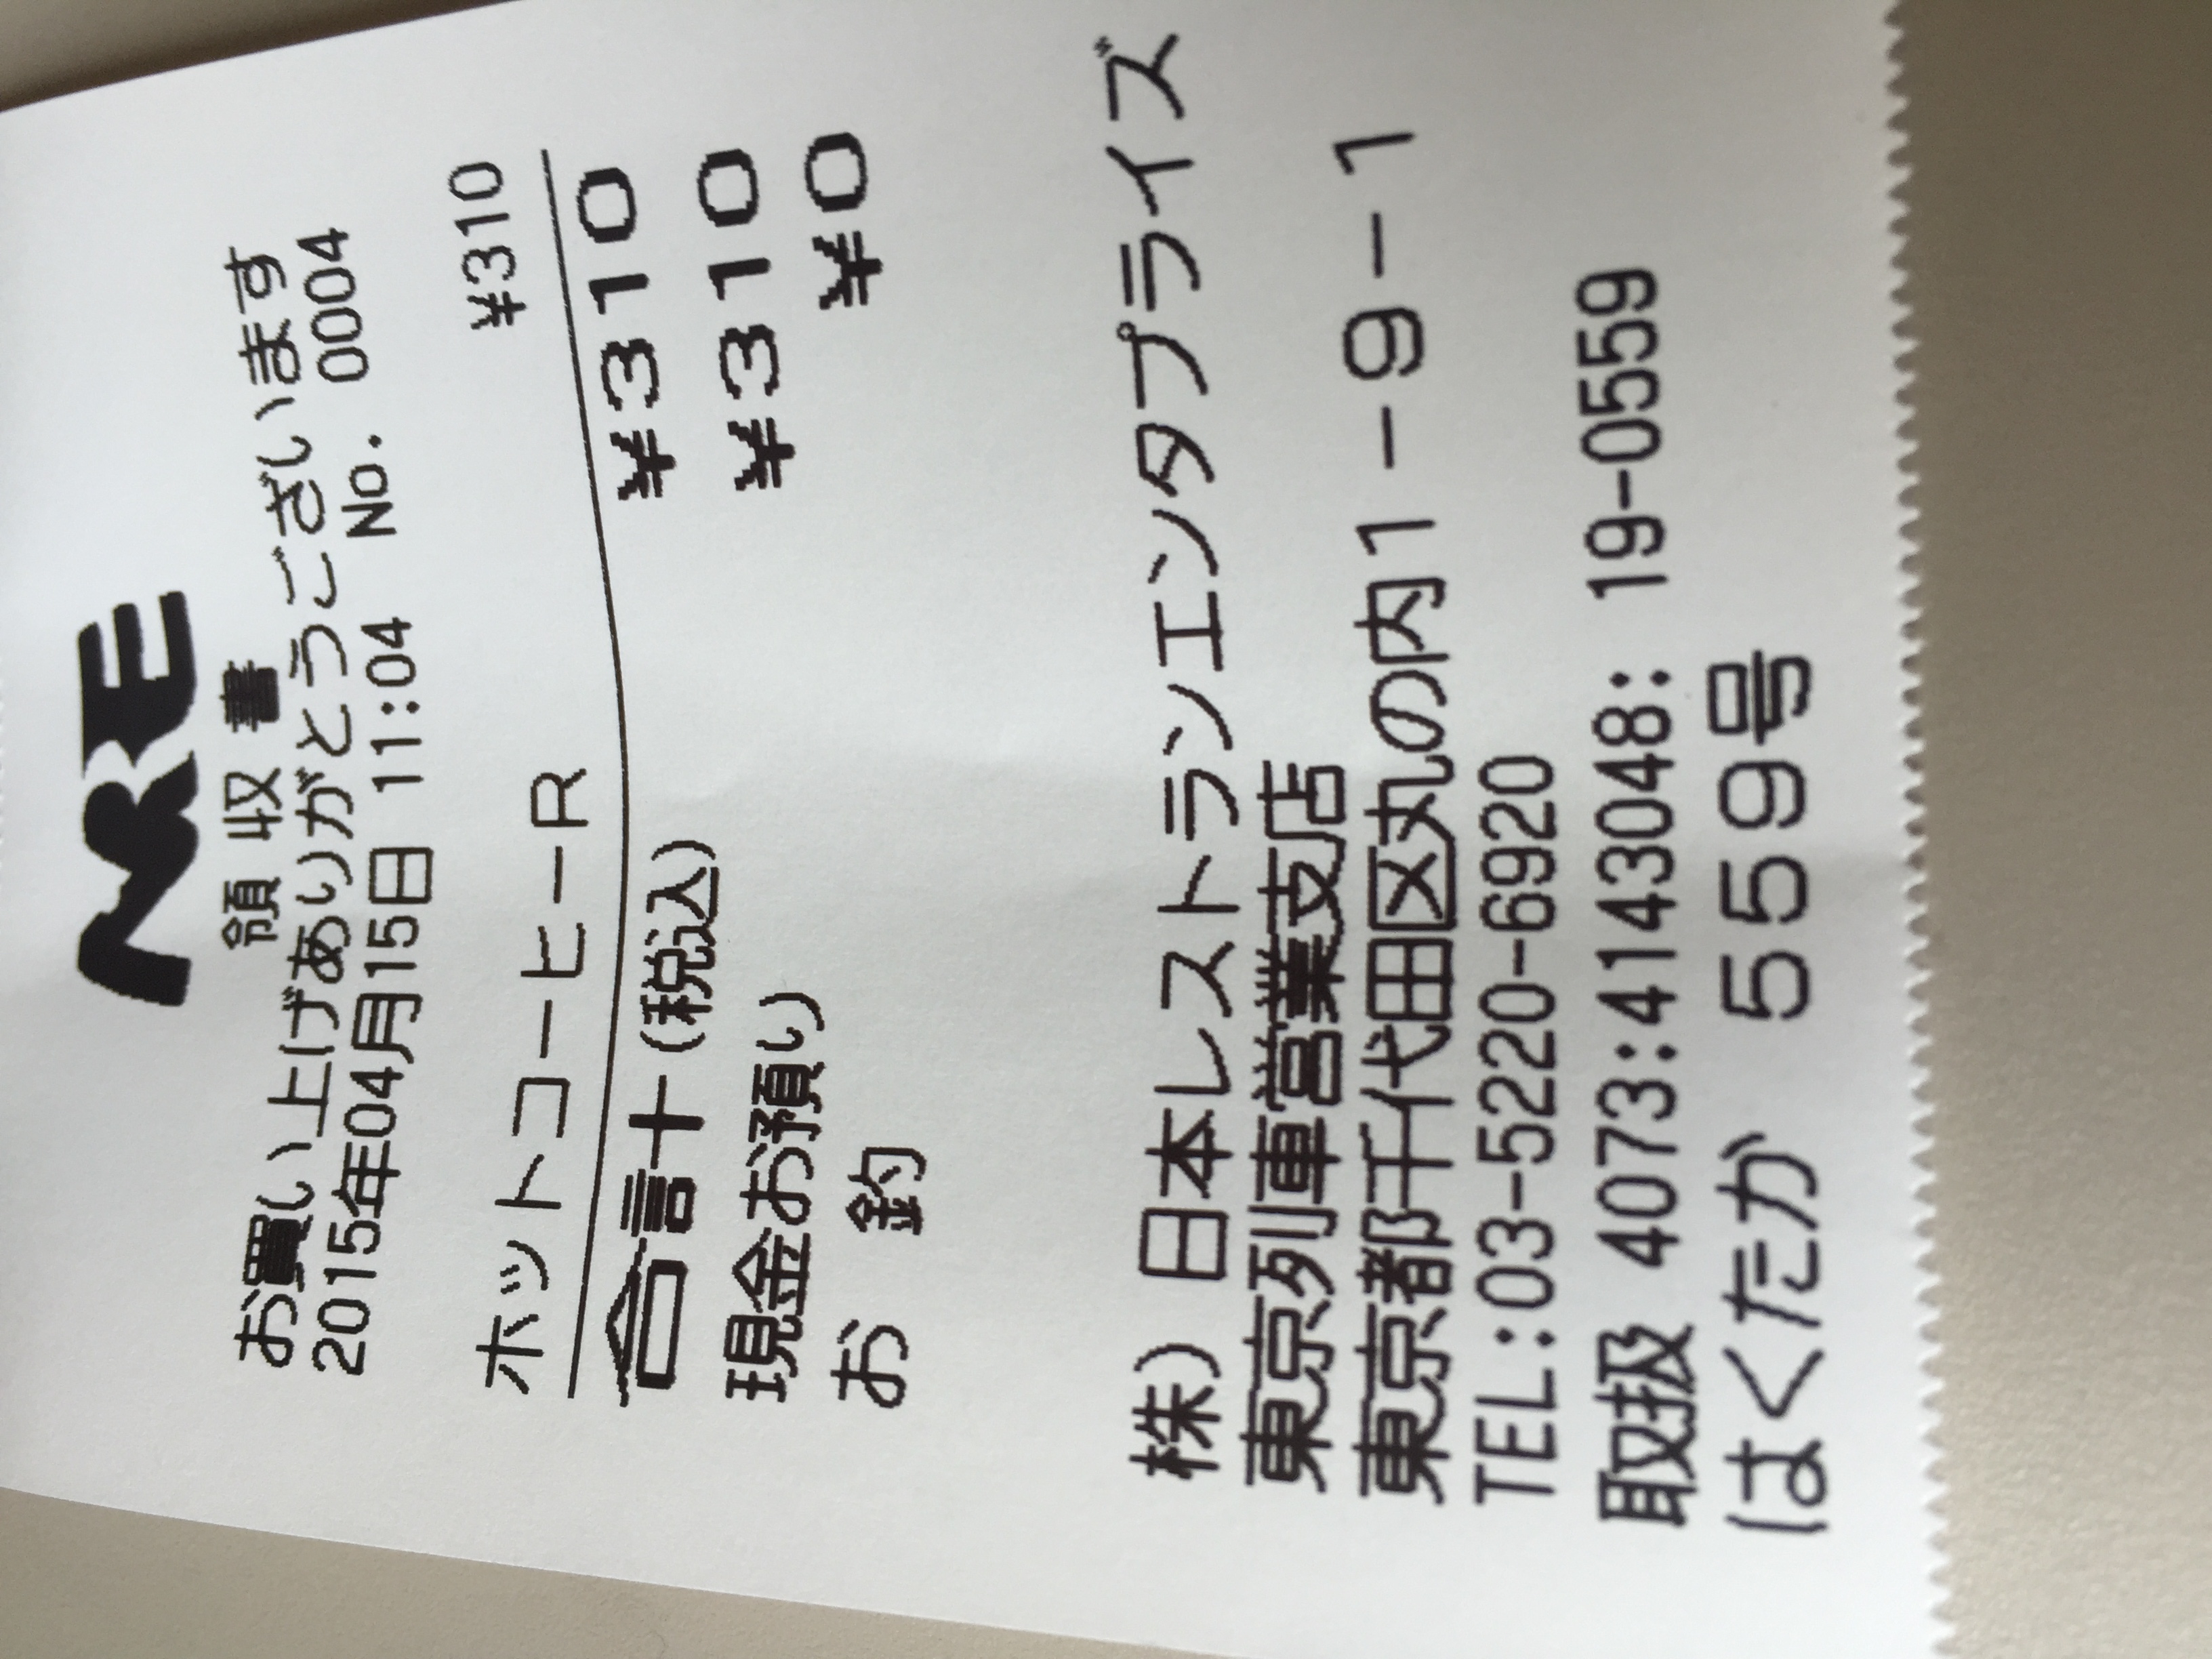 NRE
領収書
お買い上げありがとうございます
2015年04月15日 11:04 No. 0004
ホットコーヒーR ¥310
合計(税込) ¥310
現金お預り ¥310
お 釣 ¥0
株) 日本レストランエンタプライズ
東京列車営業支店
東京都千代田区丸の内1-9-1
TEL:03-5220-6920
取扱 4073:4143048: 19-0559
はくたか 559号